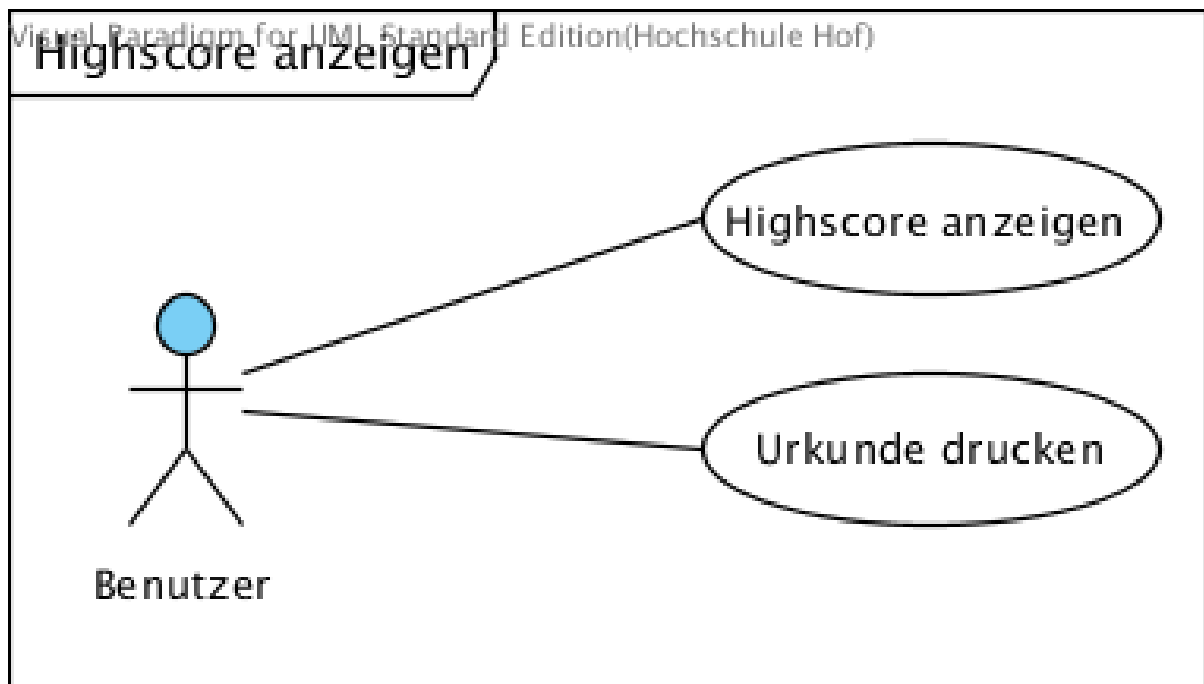 Visual Paradigm for UML Standard Edition(Hochschule Hof)
Highscore anzeigen
Highscore anzeigen
Urkunde drucken
Benutzer